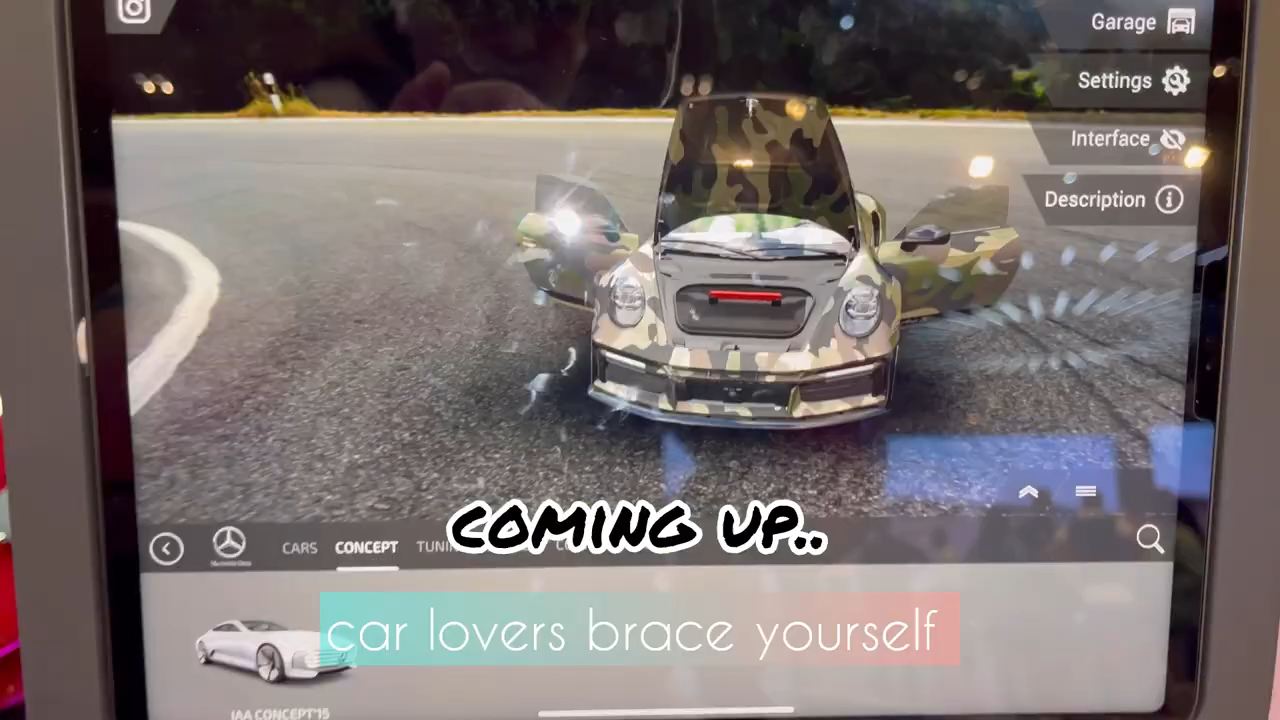 Garage
Settings
Interface
Description
COMING UP..
CARS
CONCEPT
car lovers brace yourself
IAA CONCEPT'15